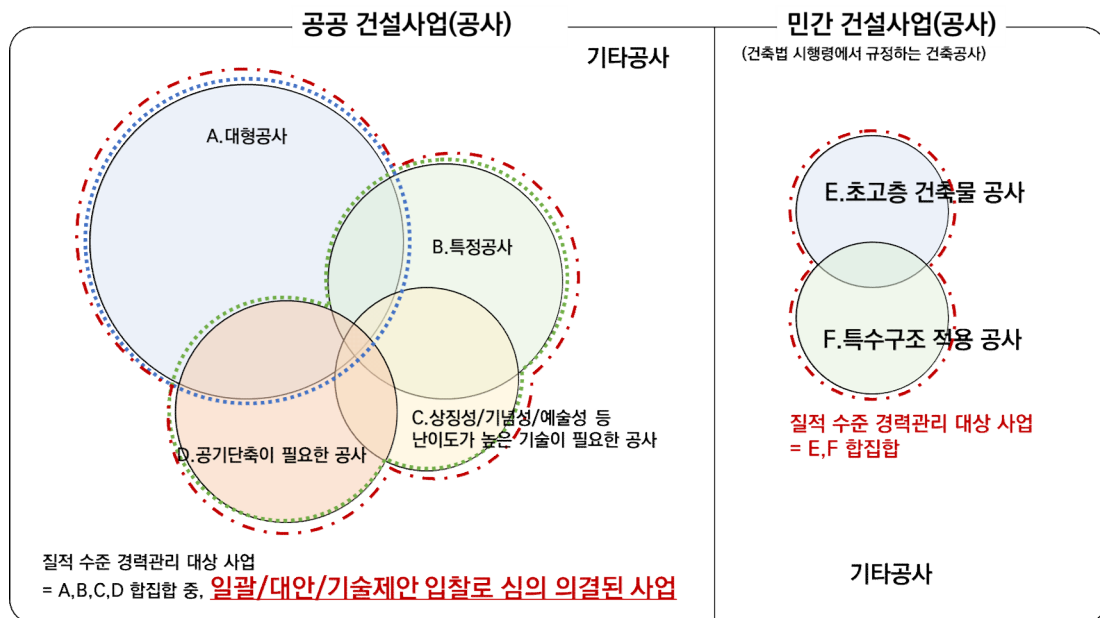 공공 건설사업(공사)
기타공사
A.대형공사
B.특정공사
C.상징성/기념성/예술성 등
난이도가 높은 기술이 필요한 공사
D.공기단축이 필요한 공사
질적 수준 경력관리 대상 사업
= A,B,C,D 합집합 중, 일괄/대안/기술제안 입찰로 심의 의결된 사업
민간 건설사업(공사)
(건축법 시행령에서 규정하는 건축공사)
E.초고층 건축물 공사
F.특수구조 적용 공사
질적 수준 경력관리 대상 사업
= E,F 합집합
기타공사